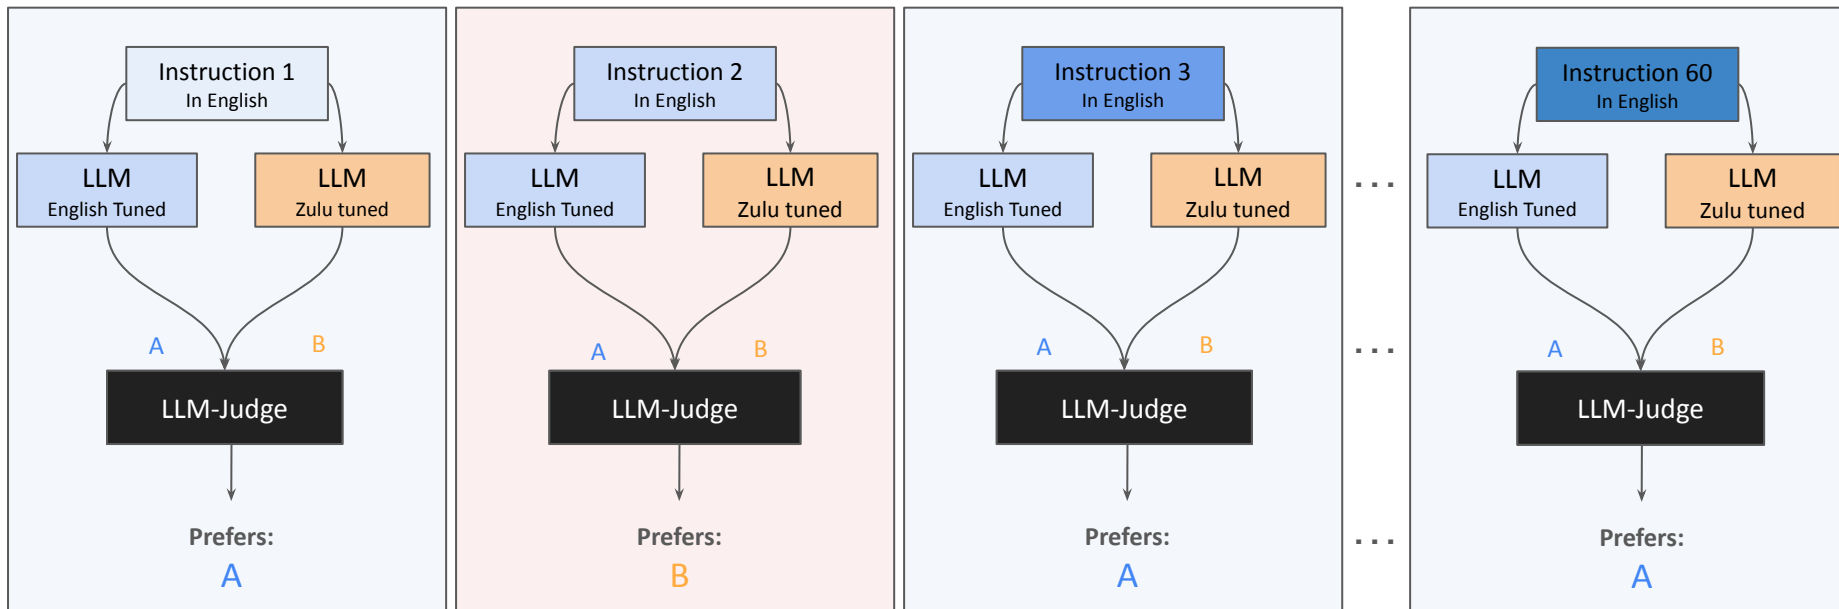 Instruction 1
In English
LLM
English Tuned
LLM
Zulu tuned
A
B
LLM-Judge
Prefers:
A
Instruction 2
In English
LLM
English Tuned
LLM
Zulu tuned
A
B
LLM-Judge
Prefers:
B
Instruction 3
In English
LLM
English Tuned
LLM
Zulu tuned
A
B
LLM-Judge
Prefers:
A
...
...
...
Instruction 60
In English
LLM
English Tuned
LLM
Zulu tuned
A
B
LLM-Judge
Prefers:
A